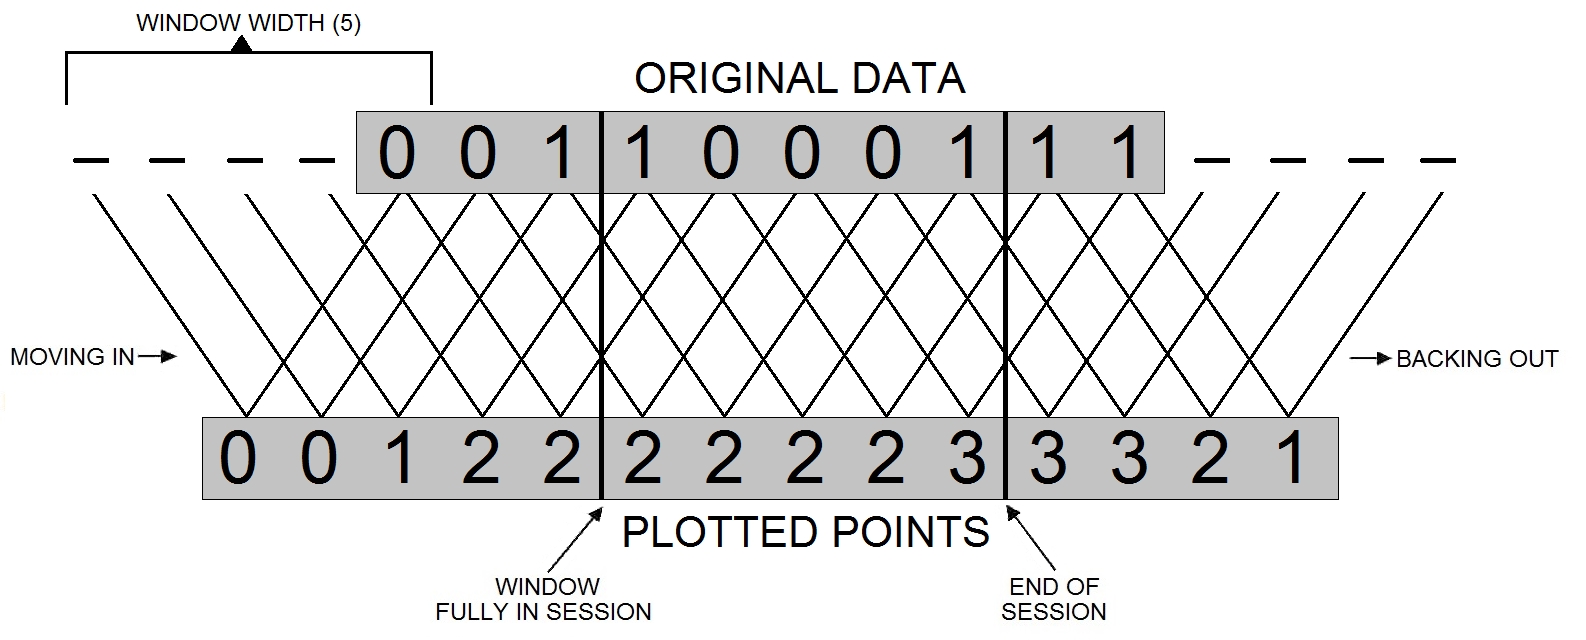 WINDOW WIDTH (5)
ORIGINAL DATA
0 0 1 1 0 0 0 1 1 1
MOVING IN
BACKING OUT
0 0 1 2 2 2 2 2 2 3 3 3 2 1
PLOTTED POINTS
WINDOW
FULLY IN SESSION
END OF
SESSION